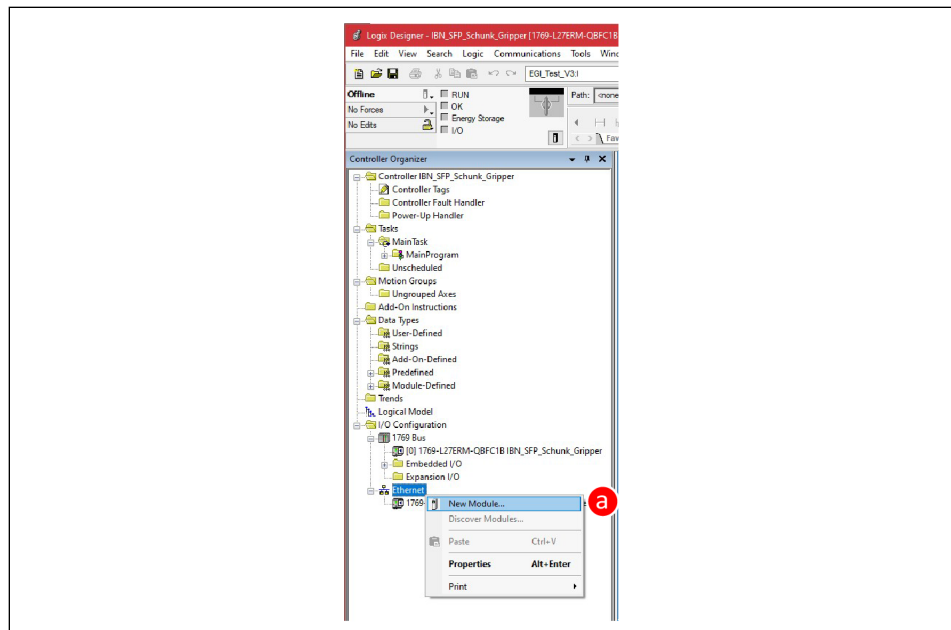 Logix Designer - IBN_SFP_Schunk_Gripper [1769-L27ERM-QBFC1B
File Edit View Search Logic Communications Tools
EGI_Test_V3:I
Offline
RUN
Path:
No Forces
OK
Energy Storage
No Edits
I/O
Controller Organizer
Controller IBN_SFP_Schunk_Gripper
Controller Tags
Controller Fault Handler
Power-Up Handler
Tasks
MainTask
MainProgram
Unscheduled
Motion Groups
Ungrouped Axes
Add-On Instructions
Data Types
User-Defined
Strings
Add-On-Defined
Predefined
Module-Defined
Trends
Logical Model
I/O Configuration
1769 Bus
[0] 1769-L27ERM-QBFC1B IBN_SFP_Schunk_Gripper
Embedded I/O
Expansion I/O
Ethernet
1769-
New Module...
a
Discover Modules...
Paste Ctrl+V
Properties Alt+Enter
Print